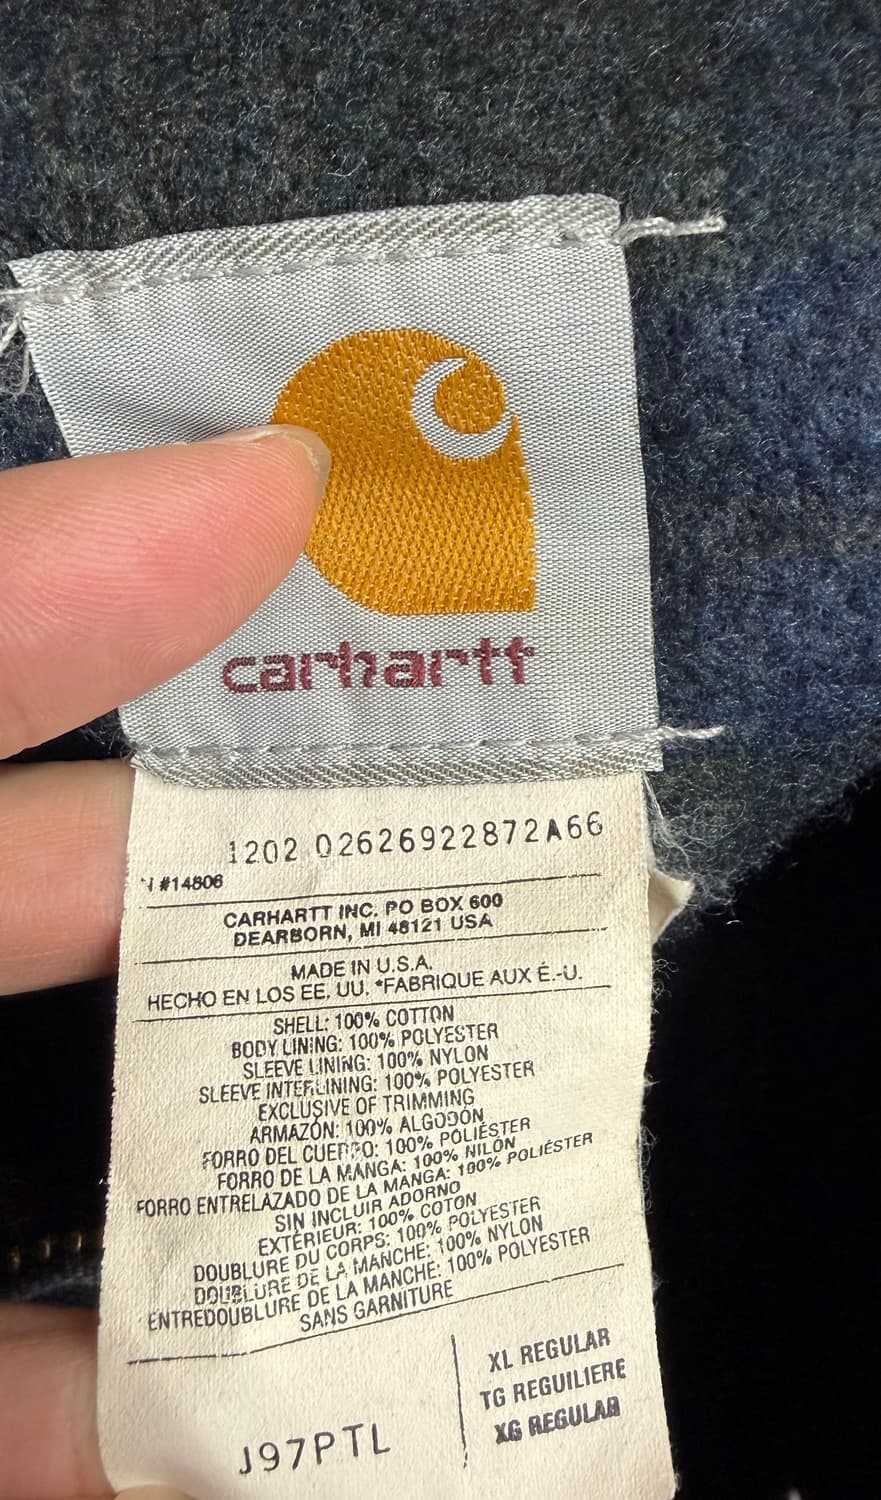 carhartt
1202 02626922872A66
#14806
CARHARTT INC. PO BOX 600
DEARBORN, MI 48121 USA
MADE IN U.S.A.
HECHO EN LOS EE. UU. *FABRIQUE AUX É.-U.
SHELL: 100% COTTON
BODY LINING: 100% POLYESTER
SLEEVE LINING: 100% NYLON
SLEEVE INTERLINING: 100% POLYESTER
EXCLUSIVE OF TRIMMING
ARMAZÓN: 100% ALGODÓN
FORRO DEL CUERPO: 100% POLIÉSTER
FORRO DE LA MANGA: 100% NILÓN
FORRO ENTRELAZADO DE LA MANGA: 100% POLIÉSTER
SIN INCLUIR ADORNO
EXTÉRIEUR: 100% COTON
DOUBLURE DU CORPS: 100% POLYESTER
DOUBLURE DE LA MANCHE: 100% NYLON
ENTREDOUBLURE DE LA MANCHE: 100% POLYESTER
SANS GARNITURE
XL REGULAR
TG REGUILIERE
XG REGULAR
J97PTL